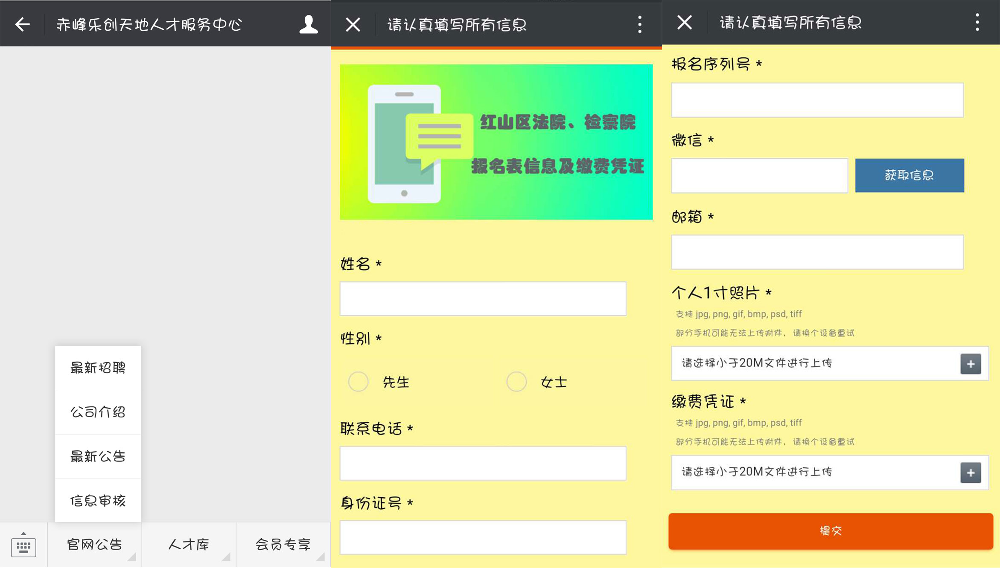 赤峰乐创天地人才服务中心
最新招聘
公司介绍
最新公告
信息审核
官网公告
人才库
会员专享
请认真填写所有信息
红山区法院、检察院
报名表信息及缴费凭证
姓名 *
性别 *
先生
女士
联系电话 *
身份证号 *
请认真填写所有信息
报名序列号 *
微信 *
获取信息
邮箱 *
个人1寸照片 *
支持 jpg, png, gif, bmp, psd, tiff
部分手机可能无法上传附件，请换个设备重试
请选择小于20M文件进行上传
缴费凭证 *
支持 jpg, png, gif, bmp, psd, tiff
部分手机可能无法上传附件，请换个设备重试
请选择小于20M文件进行上传
提交